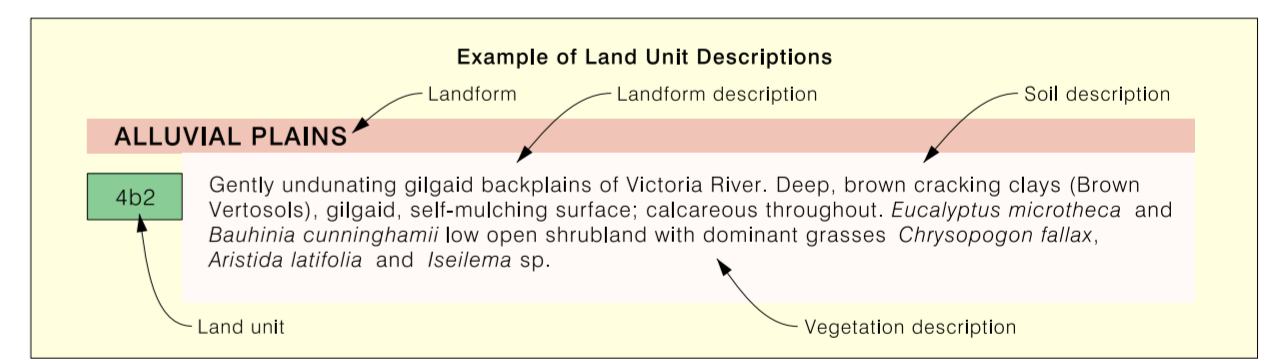 Example of Land Unit Descriptions
Landform
Landform description
Soil description
ALLUVIAL PLAINS
4b2
Gently undunating gilgaid backplains of Victoria River. Deep, brown cracking clays (Brown
Vertosols), gilgaid, self-mulching surface; calcareous throughout. Eucalyptus microtheca and
Bauhinia cunninghamii low open shrubland with dominant grasses Chrysopogon fallax,
Aristida latifolia and Iseilema sp.
Land unit
Vegetation description